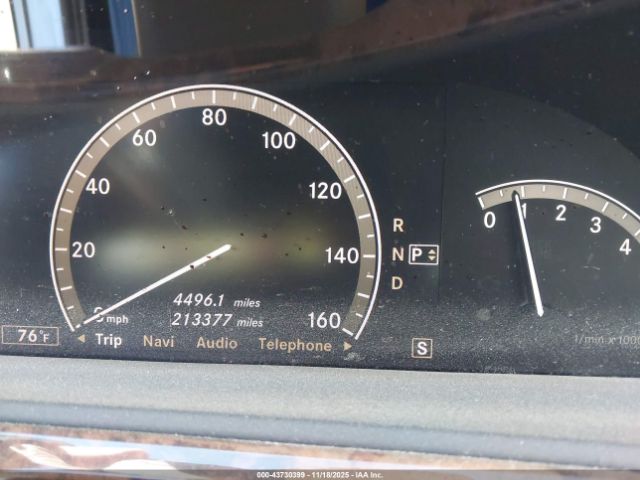 80
60
100
40
120
20
140
0 mph
160
4496.1 miles
213377 miles
R
N P
D
0 1 2 3 4
1/min x 1000
76°F
Trip Navi Audio Telephone
S
000-43730399 | 11/18/2025 - IAA Inc.